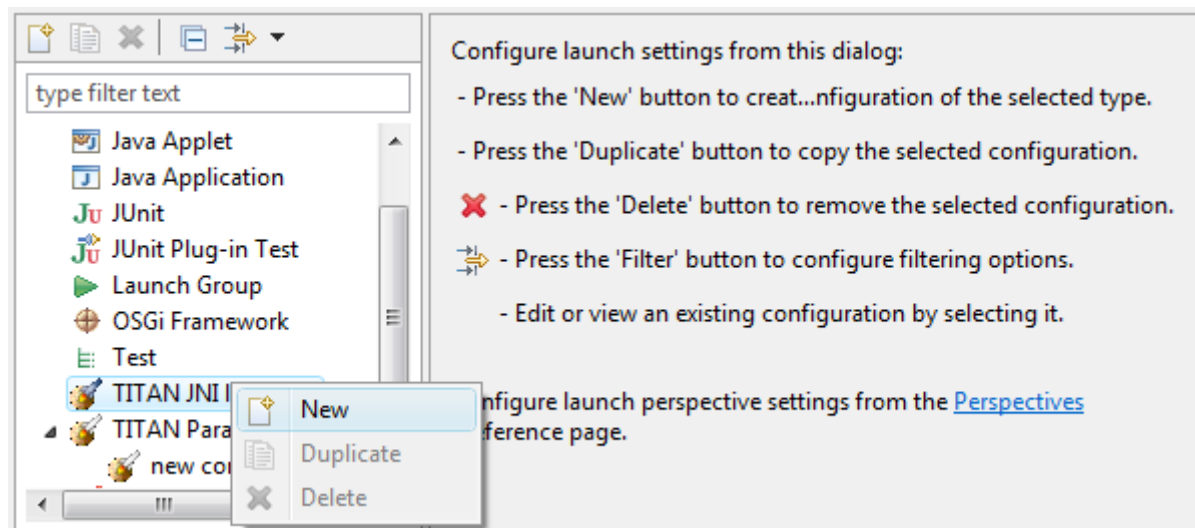 type filter text
Java Applet
Java Application
JUnit
JUnit Plug-in Test
Launch Group
OSGi Framework
Test
TITAN JNI
TITAN Para
new
New
Duplicate
Delete
Configure launch settings from this dialog:
- Press the 'New' button to creat...nfiguration of the selected type.
- Press the 'Duplicate' button to copy the selected configuration.
- Press the 'Delete' button to remove the selected configuration.
- Press the 'Filter' button to configure filtering options.
- Edit or view an existing configuration by selecting it.
nfigure launch perspective settings from the Perspectives
ference page.